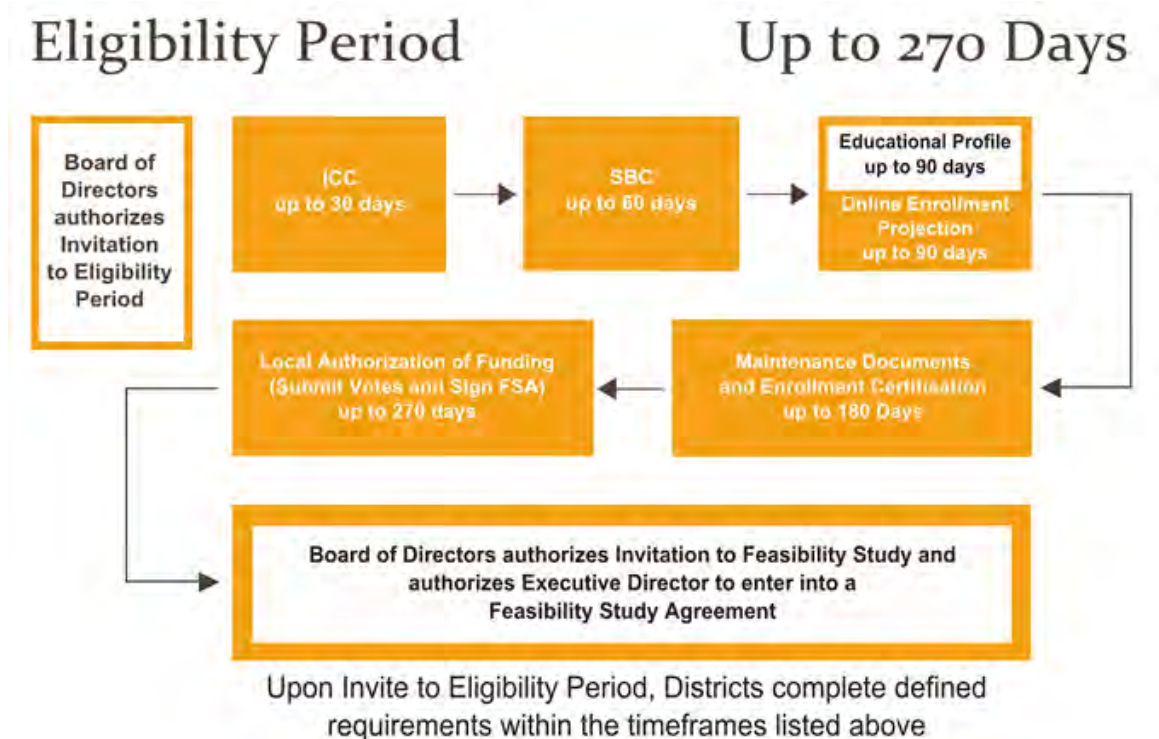 Eligibility Period
Up to 270 Days
Board of
Directors
authorizes
Invitation
to Eligibility
Period
ICC
up to 30 days
SBC
up to 60 days
Educational Profile
up to 90 days
Online Enrollment
Projection
up to 90 days
Maintenance Documents
and Enrollment Certification
up to 180 Days
Local Authorization of Funding
(Submit Votes and Sign FSA)
up to 270 days
Board of Directors authorizes Invitation to Feasibility Study and
authorizes Executive Director to enter into a
Feasibility Study Agreement
Upon Invite to Eligibility Period, Districts complete defined
requirements within the timeframes listed above